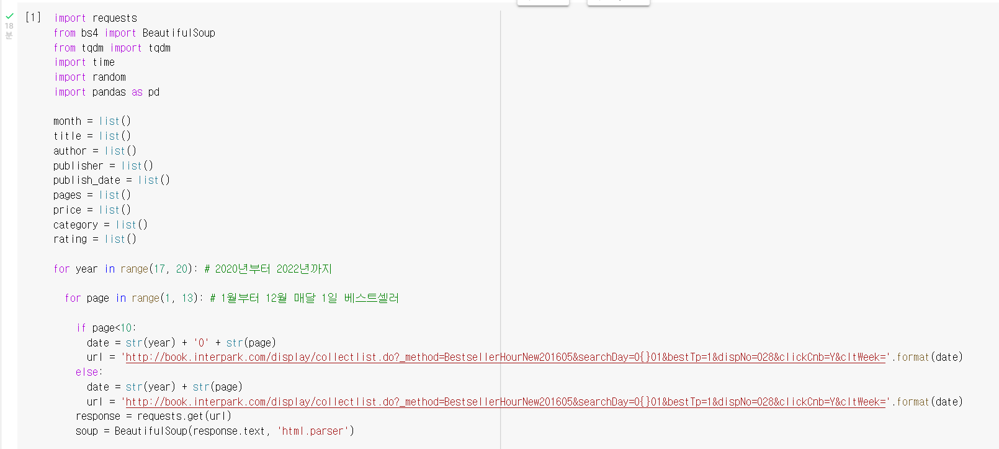 [1] import requests
from bs4 import BeautifulSoup
from tqdm import tqdm
import time
import random
import pandas as pd
month = list()
title = list()
author = list()
publisher = list()
publish_date = list()
pages = list()
price = list()
category = list()
rating = list()
for year in range(17, 20): # 2020년부터 2022년까지
for page in range(1, 13): # 1월부터 12월 매달 1일 베스트셀러
if page<10:
date = str(year) + '0' + str(page)
url = 'http://book.interpark.com/display/collectlist.do?_method=BestsellerHourNew201605&searchDay=0{}01&bestTp=1&dispNo=028&clickCnb=Y&cltWeek='.format(date)
else:
date = str(year) + str(page)
url = 'http://book.interpark.com/display/collectlist.do?_method=BestsellerHourNew201605&searchDay=0{}01&bestTp=1&dispNo=028&clickCnb=Y&cltWeek='.format(date)
response = requests.get(url)
soup = BeautifulSoup(response.text, 'html.parser')
18
분